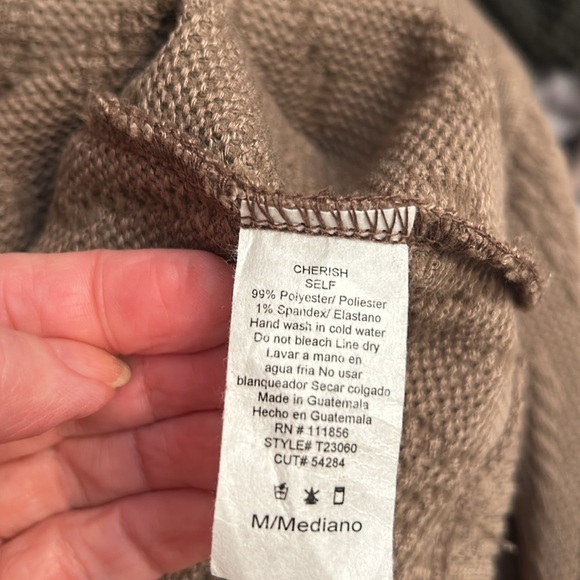 CHERISH
SELF
99% Polyester/ Poliester
1% Spandex/ Elastano
Hand wash in cold water
Do not bleach Line dry
Lavar a mano en
agua fria No usar
blanqueador Secar colgado
Made in Guatemala
Hecho en Guatemala
RN # 111856
STYLE# T23060
CUT# 54284
M/Mediano